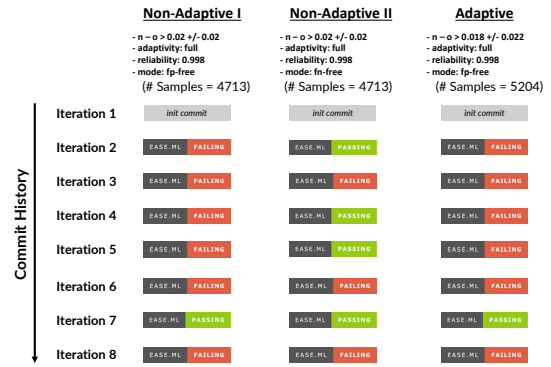 Non-Adaptive I Non-Adaptive II Adaptive
- n – o > 0.02 +/- 0.02 - n – o > 0.02 +/- 0.02 - n – o > 0.018 +/- 0.022
- adaptivity: full - adaptivity: full - adaptivity: full
- reliability: 0.998 - reliability: 0.998 - reliability: 0.998
- mode: fp-free - mode: fn-free - mode: fp-free
(# Samples = 4713) (# Samples = 4713) (# Samples = 5204)
Iteration 1 init commit init commit init commit
Iteration 2 EASE.ML FAILING EASE.ML PASSING EASE.ML FAILING
Iteration 3 EASE.ML FAILING EASE.ML FAILING EASE.ML FAILING
Iteration 4 EASE.ML FAILING EASE.ML PASSING EASE.ML FAILING
Iteration 5 EASE.ML FAILING EASE.ML PASSING EASE.ML FAILING
Iteration 6 EASE.ML FAILING EASE.ML FAILING EASE.ML FAILING
Iteration 7 EASE.ML PASSING EASE.ML FAILING EASE.ML PASSING
Iteration 8 EASE.ML FAILING EASE.ML FAILING EASE.ML FAILING
Commit History